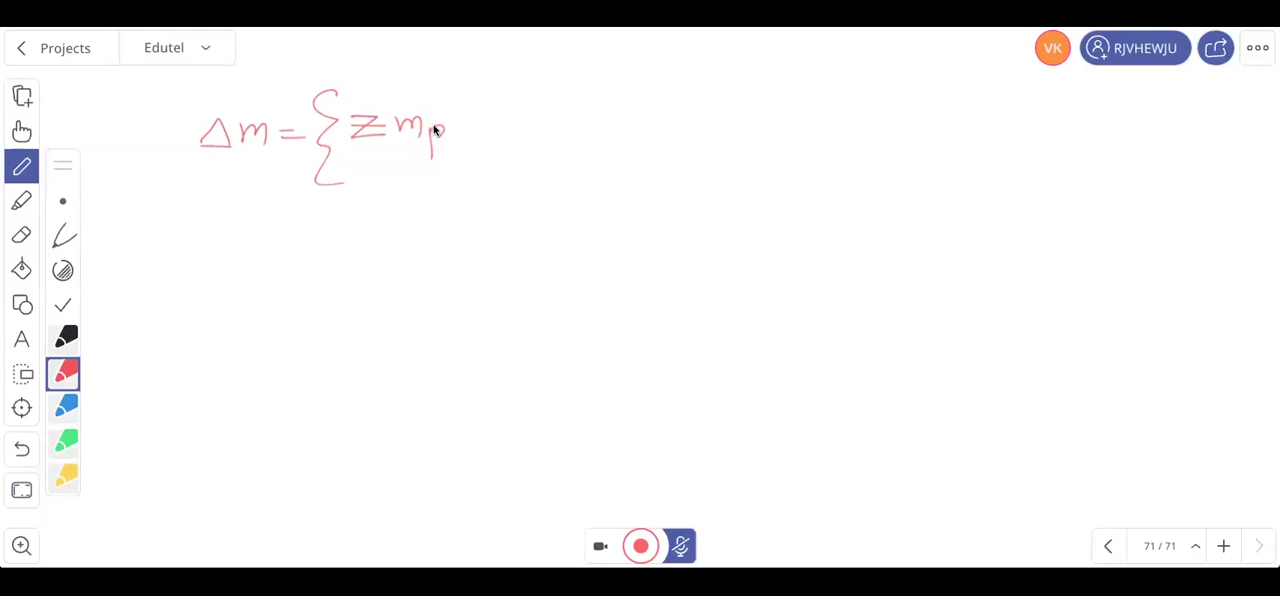 Projects
Edutel
VK
RJVHEWJU
Δm = { Z mp
A
71 / 71